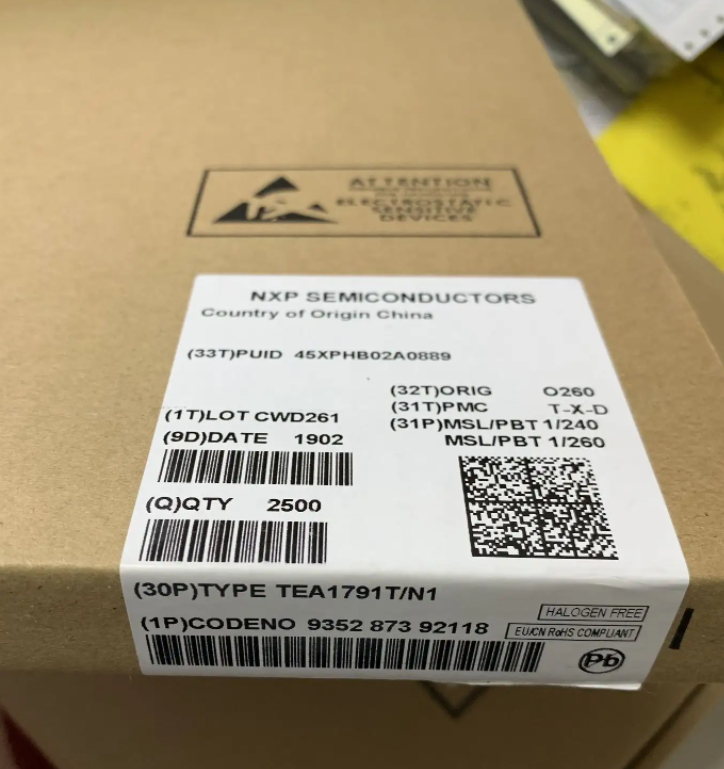 ATTENTION
ELECTROSTATIC
SENSITIVE
DEVICES
NXP SEMICONDUCTORS
Country of Origin China
(33T)PUID 45XPHB02A0889
(32T)ORIG O260
(31T)PMC T-X-D
(1T)LOT CWD261
(31P)MSL/PBT 1/240
(9D)DATE 1902
MSL/PBT 1/260
(Q)QTY 2500
(30P)TYPE TEA1791T/N1
HALOGEN FREE
(1P)CODENO 9352 873 92118
EU/CN RoHS COMPLIANT
Pb